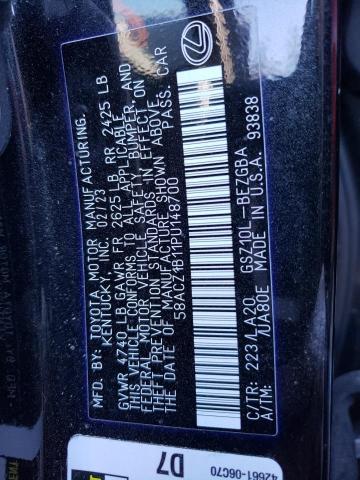 MFD. BY: TOYOTA MOTOR MANUFACTURING.
KENTUCKY, INC. 02/23
GVWR 4740 LB GAWR FR 2625 LB RR 2425 LB
THIS VEHICLE CONFORMS TO ALL APPLICABLE
FEDERAL MOTOR VEHICLE SAFETY, BUMPER, AND
THEFT PREVENTION STANDARDS IN EFFECT ON
THE DATE OF MANUFACTURE SHOWN ABOVE.
58ACZ1B11PU148700 PASS. CAR
C/TR: 223/LA20 GSZ10L-BEZGBA
A/TM: /UA80E MADE IN U.S.A. 93838
42661-06C70
D7